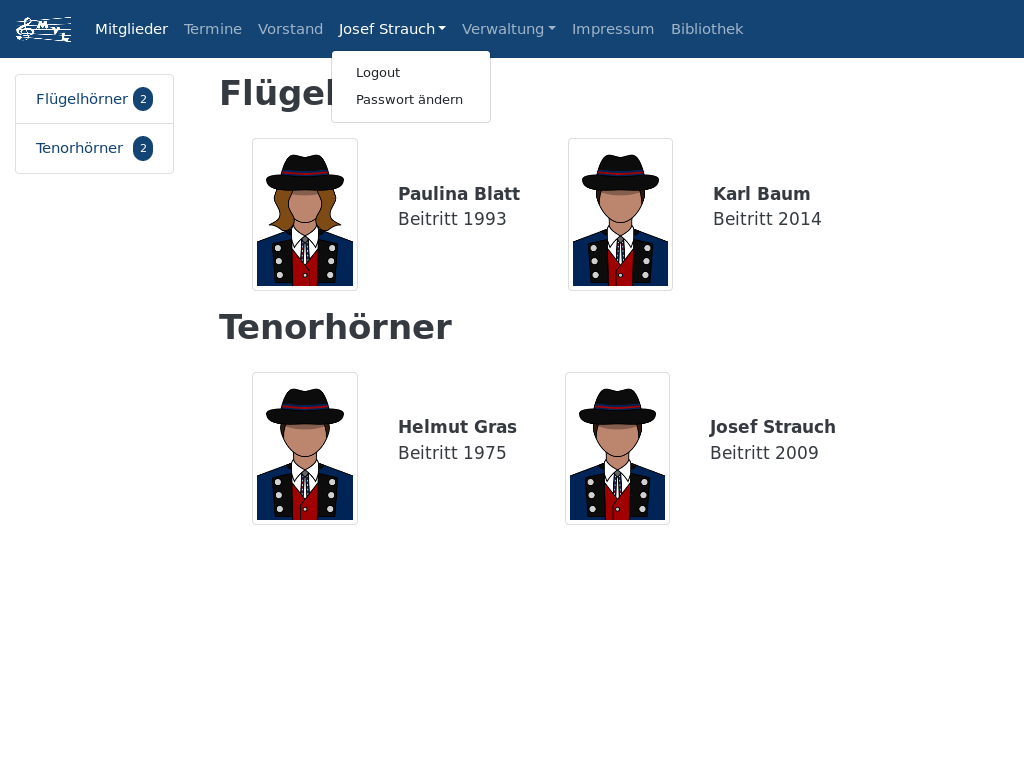 Mitglieder Termine Vorstand Josef Strauch Verwaltung Impressum Bibliothek
Logout
Passwort ändern
Flügelhörner 2
Tenorhörner 2
Flügel
Paulina Blatt
Beitritt 1993
Karl Baum
Beitritt 2014
Tenorhörner
Helmut Gras
Beitritt 1975
Josef Strauch
Beitritt 2009